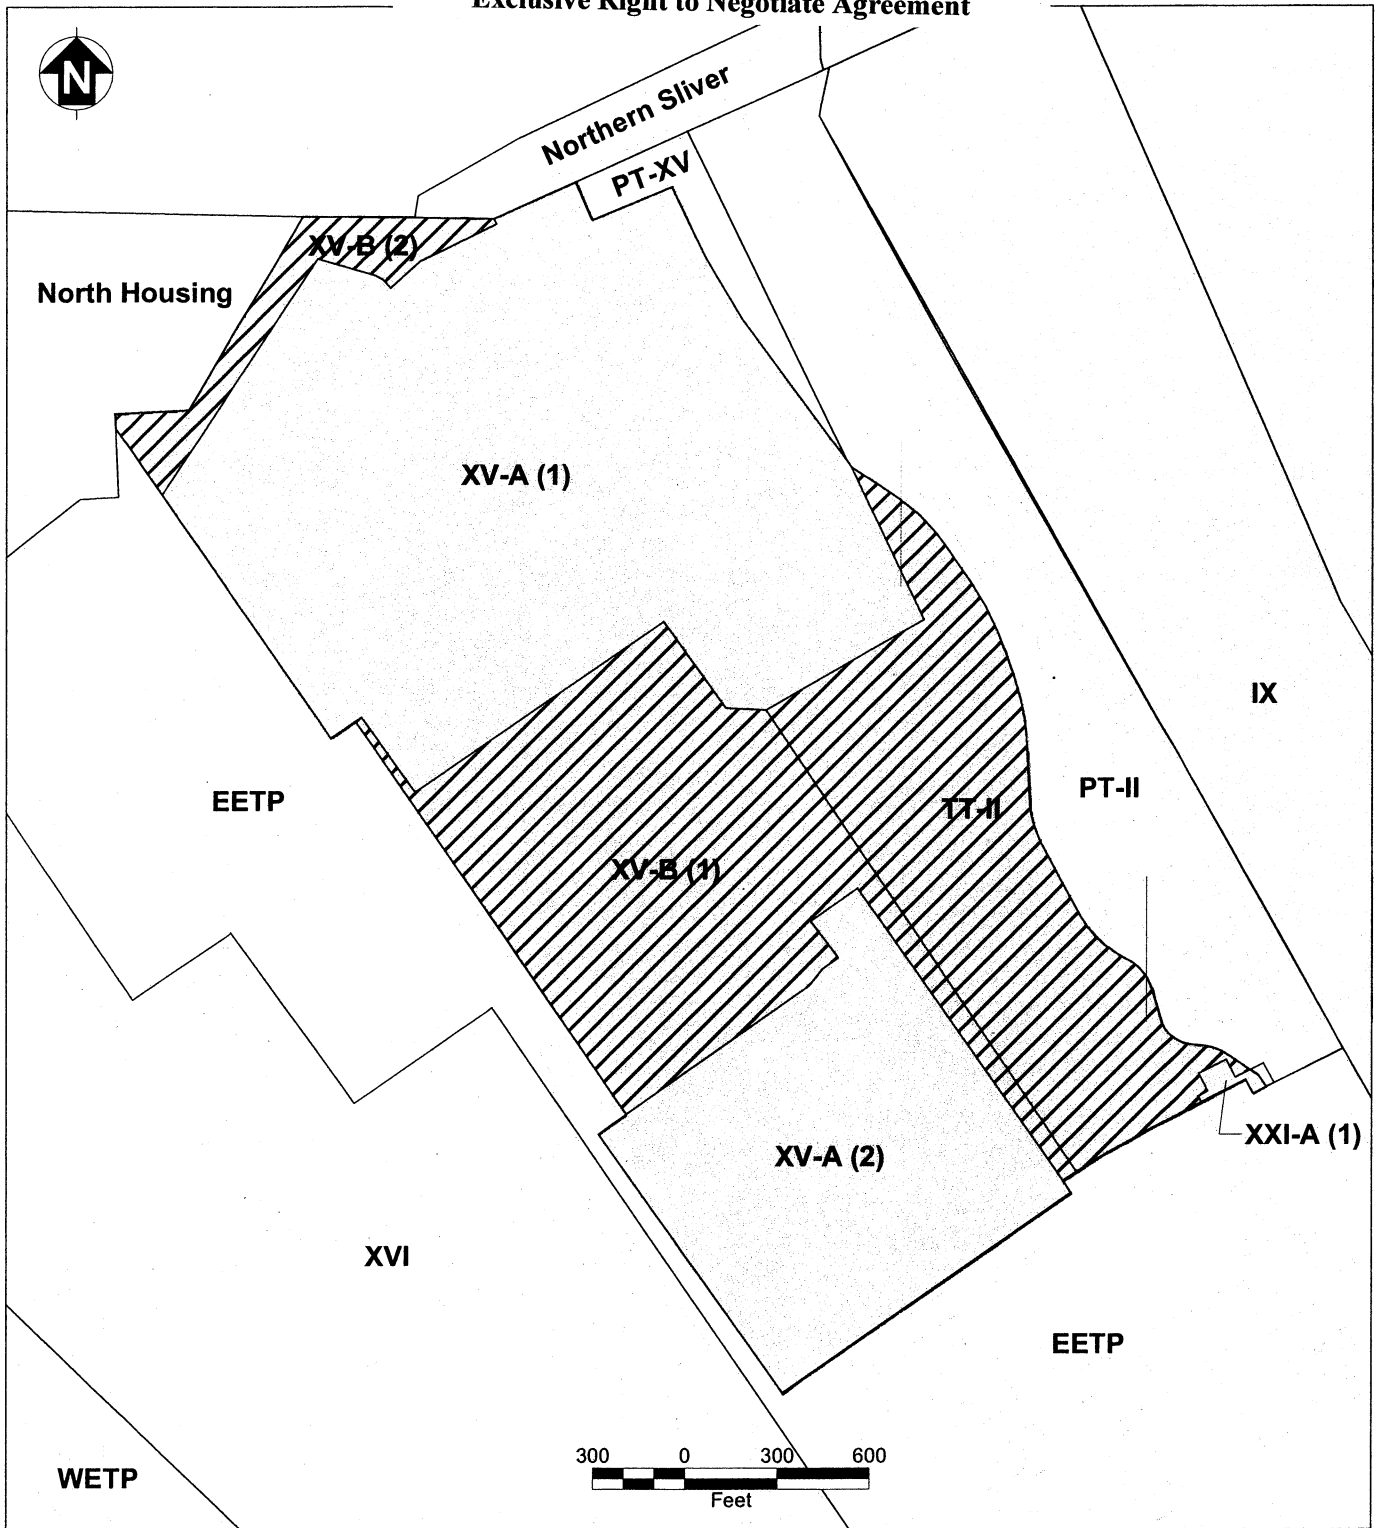 Exclusive Right to Negotiate Agreement
N
Northern Sliver
PT-XV
XV-B (2)
North Housing
XV-A (1)
IX
PT-II
EETP
TT-II
XV-B (1)
XXI-A (1)
XV-A (2)
XVI
EETP
300 0 300 600
Feet
WETP